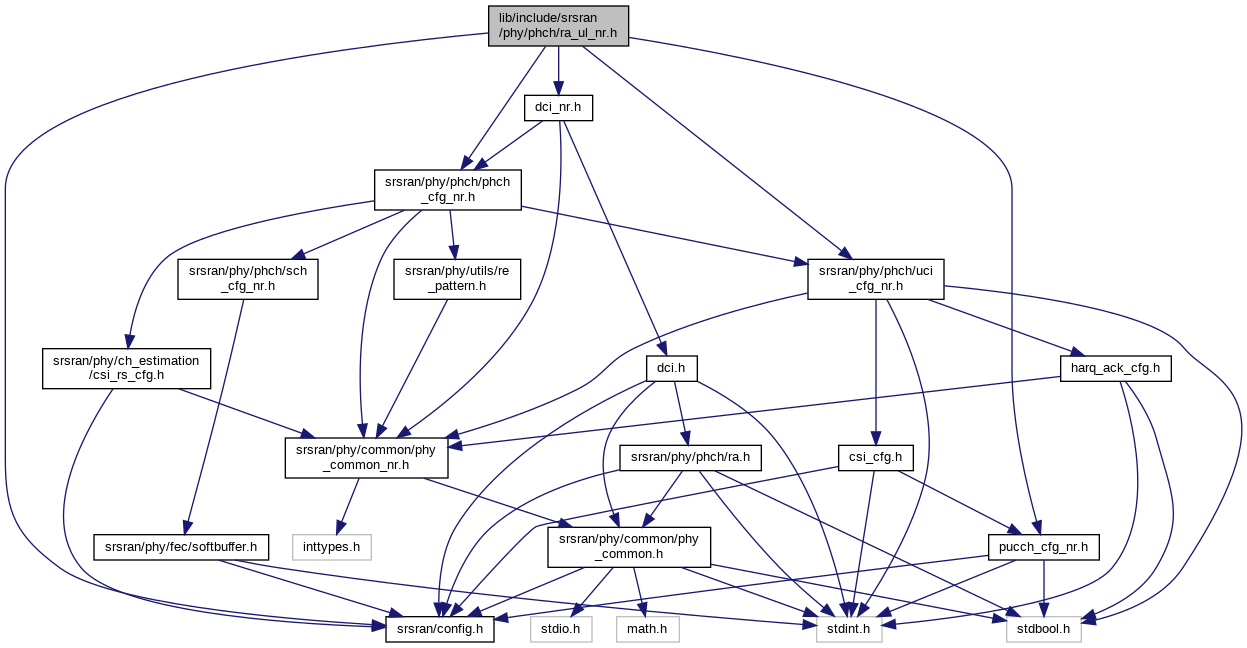 lib/include/srsran
/phy/phch/ra_ul_nr.h
dci_nr.h
srsran/phy/phch/phch
_cfg_nr.h
srsran/phy/phch/sch
_cfg_nr.h
srsran/phy/utils/re
_pattern.h
srsran/phy/phch/uci
_cfg_nr.h
srsran/phy/ch_estimation
/csi_rs_cfg.h
dci.h
harq_ack_cfg.h
srsran/phy/common/phy
_common_nr.h
srsran/phy/phch/ra.h
csi_cfg.h
srsran/phy/fec/softbuffer.h
inttypes.h
srsran/phy/common/phy
_common.h
pucch_cfg_nr.h
srsran/config.h
stdio.h
math.h
stdint.h
stdbool.h